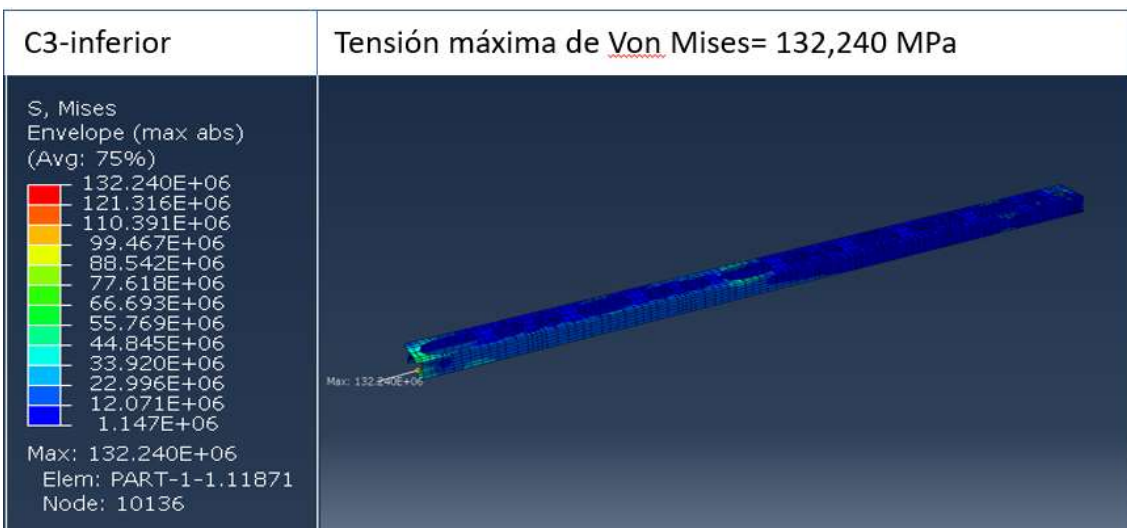 C3-inferior
Tensión máxima de Von Mises= 132,240 MPa
S, Mises
Envelope (max abs)
(Avg: 75%)
132.240E+06
121.316E+06
110.391E+06
99.467E+06
88.542E+06
77.618E+06
66.693E+06
55.769E+06
44.845E+06
33.920E+06
22.996E+06
12.071E+06
1.147E+06
Max: 132.240E+06
Elem: PART-1-1.11871
Node: 10136
Max: 132.240E+06